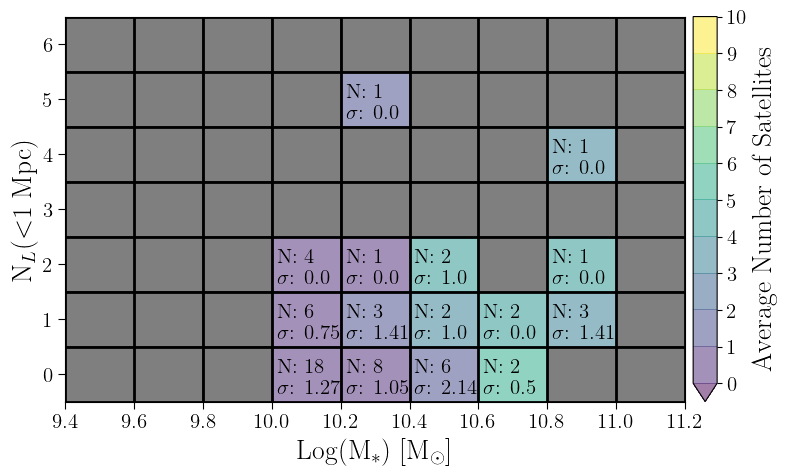 10
6
9
N: 1
5
σ: 0.0
8
N: 1
4
σ: 0.0
7
6
3
5
N: 4 N: 1 N: 2 N: 1
2
σ: 0.0 σ: 0.0 σ: 1.0 σ: 0.0
4
N: 6 N: 3 N: 2 N: 2 N: 3
1
σ: 0.75 σ: 1.41 σ: 1.0 σ: 0.0 σ: 1.41
3
2
N: 18 N: 8 N: 6 N: 2
0
σ: 1.27 σ: 1.05 σ: 2.14 σ: 0.5
1
0
9.4 9.6 9.8 10.0 10.2 10.4 10.6 10.8 11.0 11.2
Log(M*) [M⊙]
N_L(<1 Mpc)
Average Number of Satellites